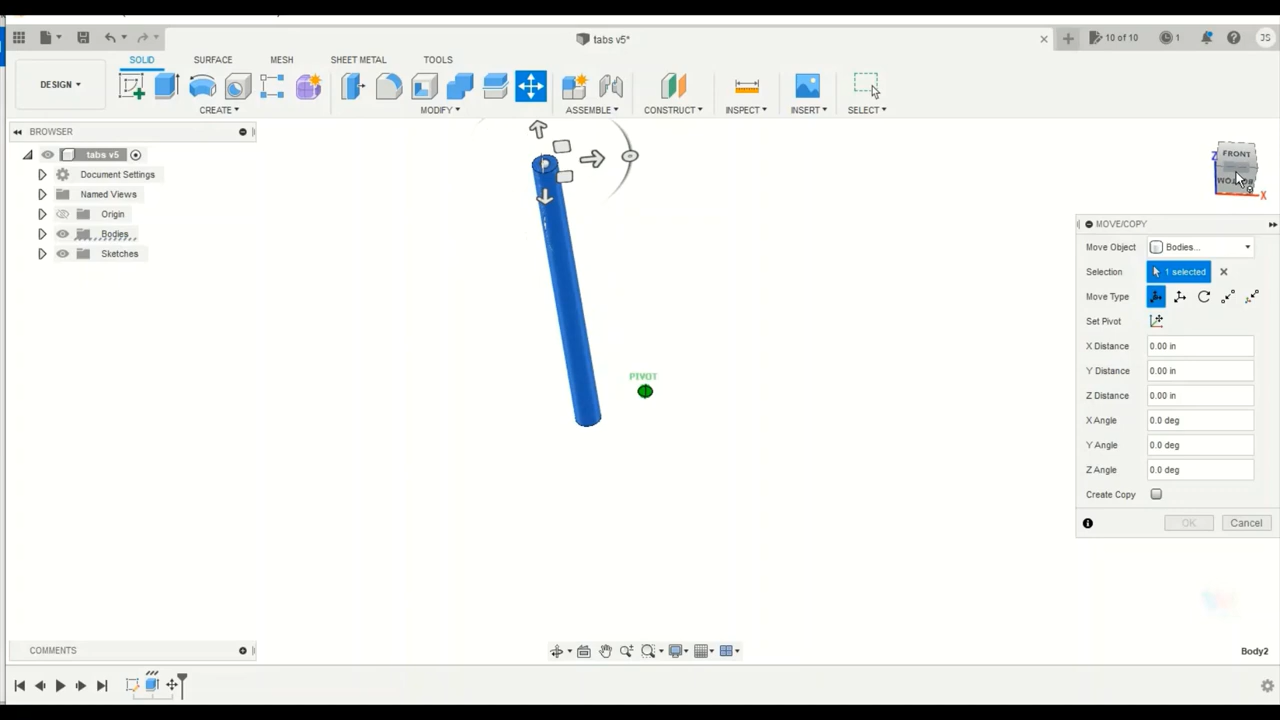 tabs v5*
10 of 10
1
JS
SOLID
SURFACE
MESH
SHEET METAL
TOOLS
DESIGN
CREATE
MODIFY
ASSEMBLE
CONSTRUCT
INSPECT
INSERT
SELECT
BROWSER
tabs v5
Document Settings
Named Views
Origin
Bodies
Sketches
FRONT
BOTTOM
Z
X
PIVOT
MOVE/COPY
Move Object
Bodies...
Selection
1 selected
Move Type
Set Pivot
X Distance
0.00 in
Y Distance
0.00 in
Z Distance
0.00 in
X Angle
0.0 deg
Y Angle
0.0 deg
Z Angle
0.0 deg
Create Copy
OK
Cancel
COMMENTS
Body2